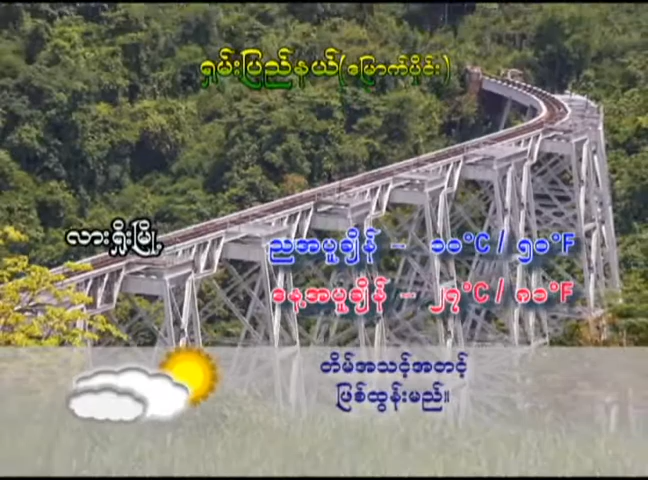 ရှမ်းပြည်နယ်(မြောက်ပိုင်း)
လားရှိုးမြို့
ညအပူချိန် - ၁၀°C / ၅၀°F
နေ့အပူချိန် - ၂၇°C / ၈၁°F
တိမ်အသင့်အတင့်
ဖြစ်ထွန်းမည်။